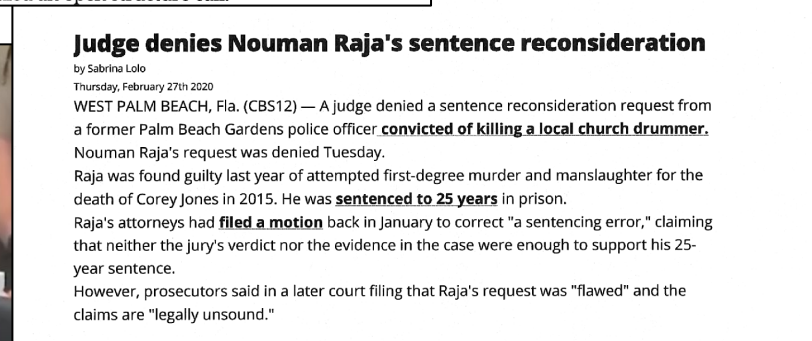 Judge denies Nouman Raja's sentence reconsideration
by Sabrina Lolo
Thursday, February 27th 2020
WEST PALM BEACH, Fla. (CBS12) — A judge denied a sentence reconsideration request from
a former Palm Beach Gardens police officer convicted of killing a local church drummer.
Nouman Raja's request was denied Tuesday.
Raja was found guilty last year of attempted first-degree murder and manslaughter for the
death of Corey Jones in 2015. He was sentenced to 25 years in prison.
Raja's attorneys had filed a motion back in January to correct "a sentencing error," claiming
that neither the jury's verdict nor the evidence in the case were enough to support his 25-
year sentence.
However, prosecutors said in a later court filing that Raja's request was "flawed" and the
claims are "legally unsound."